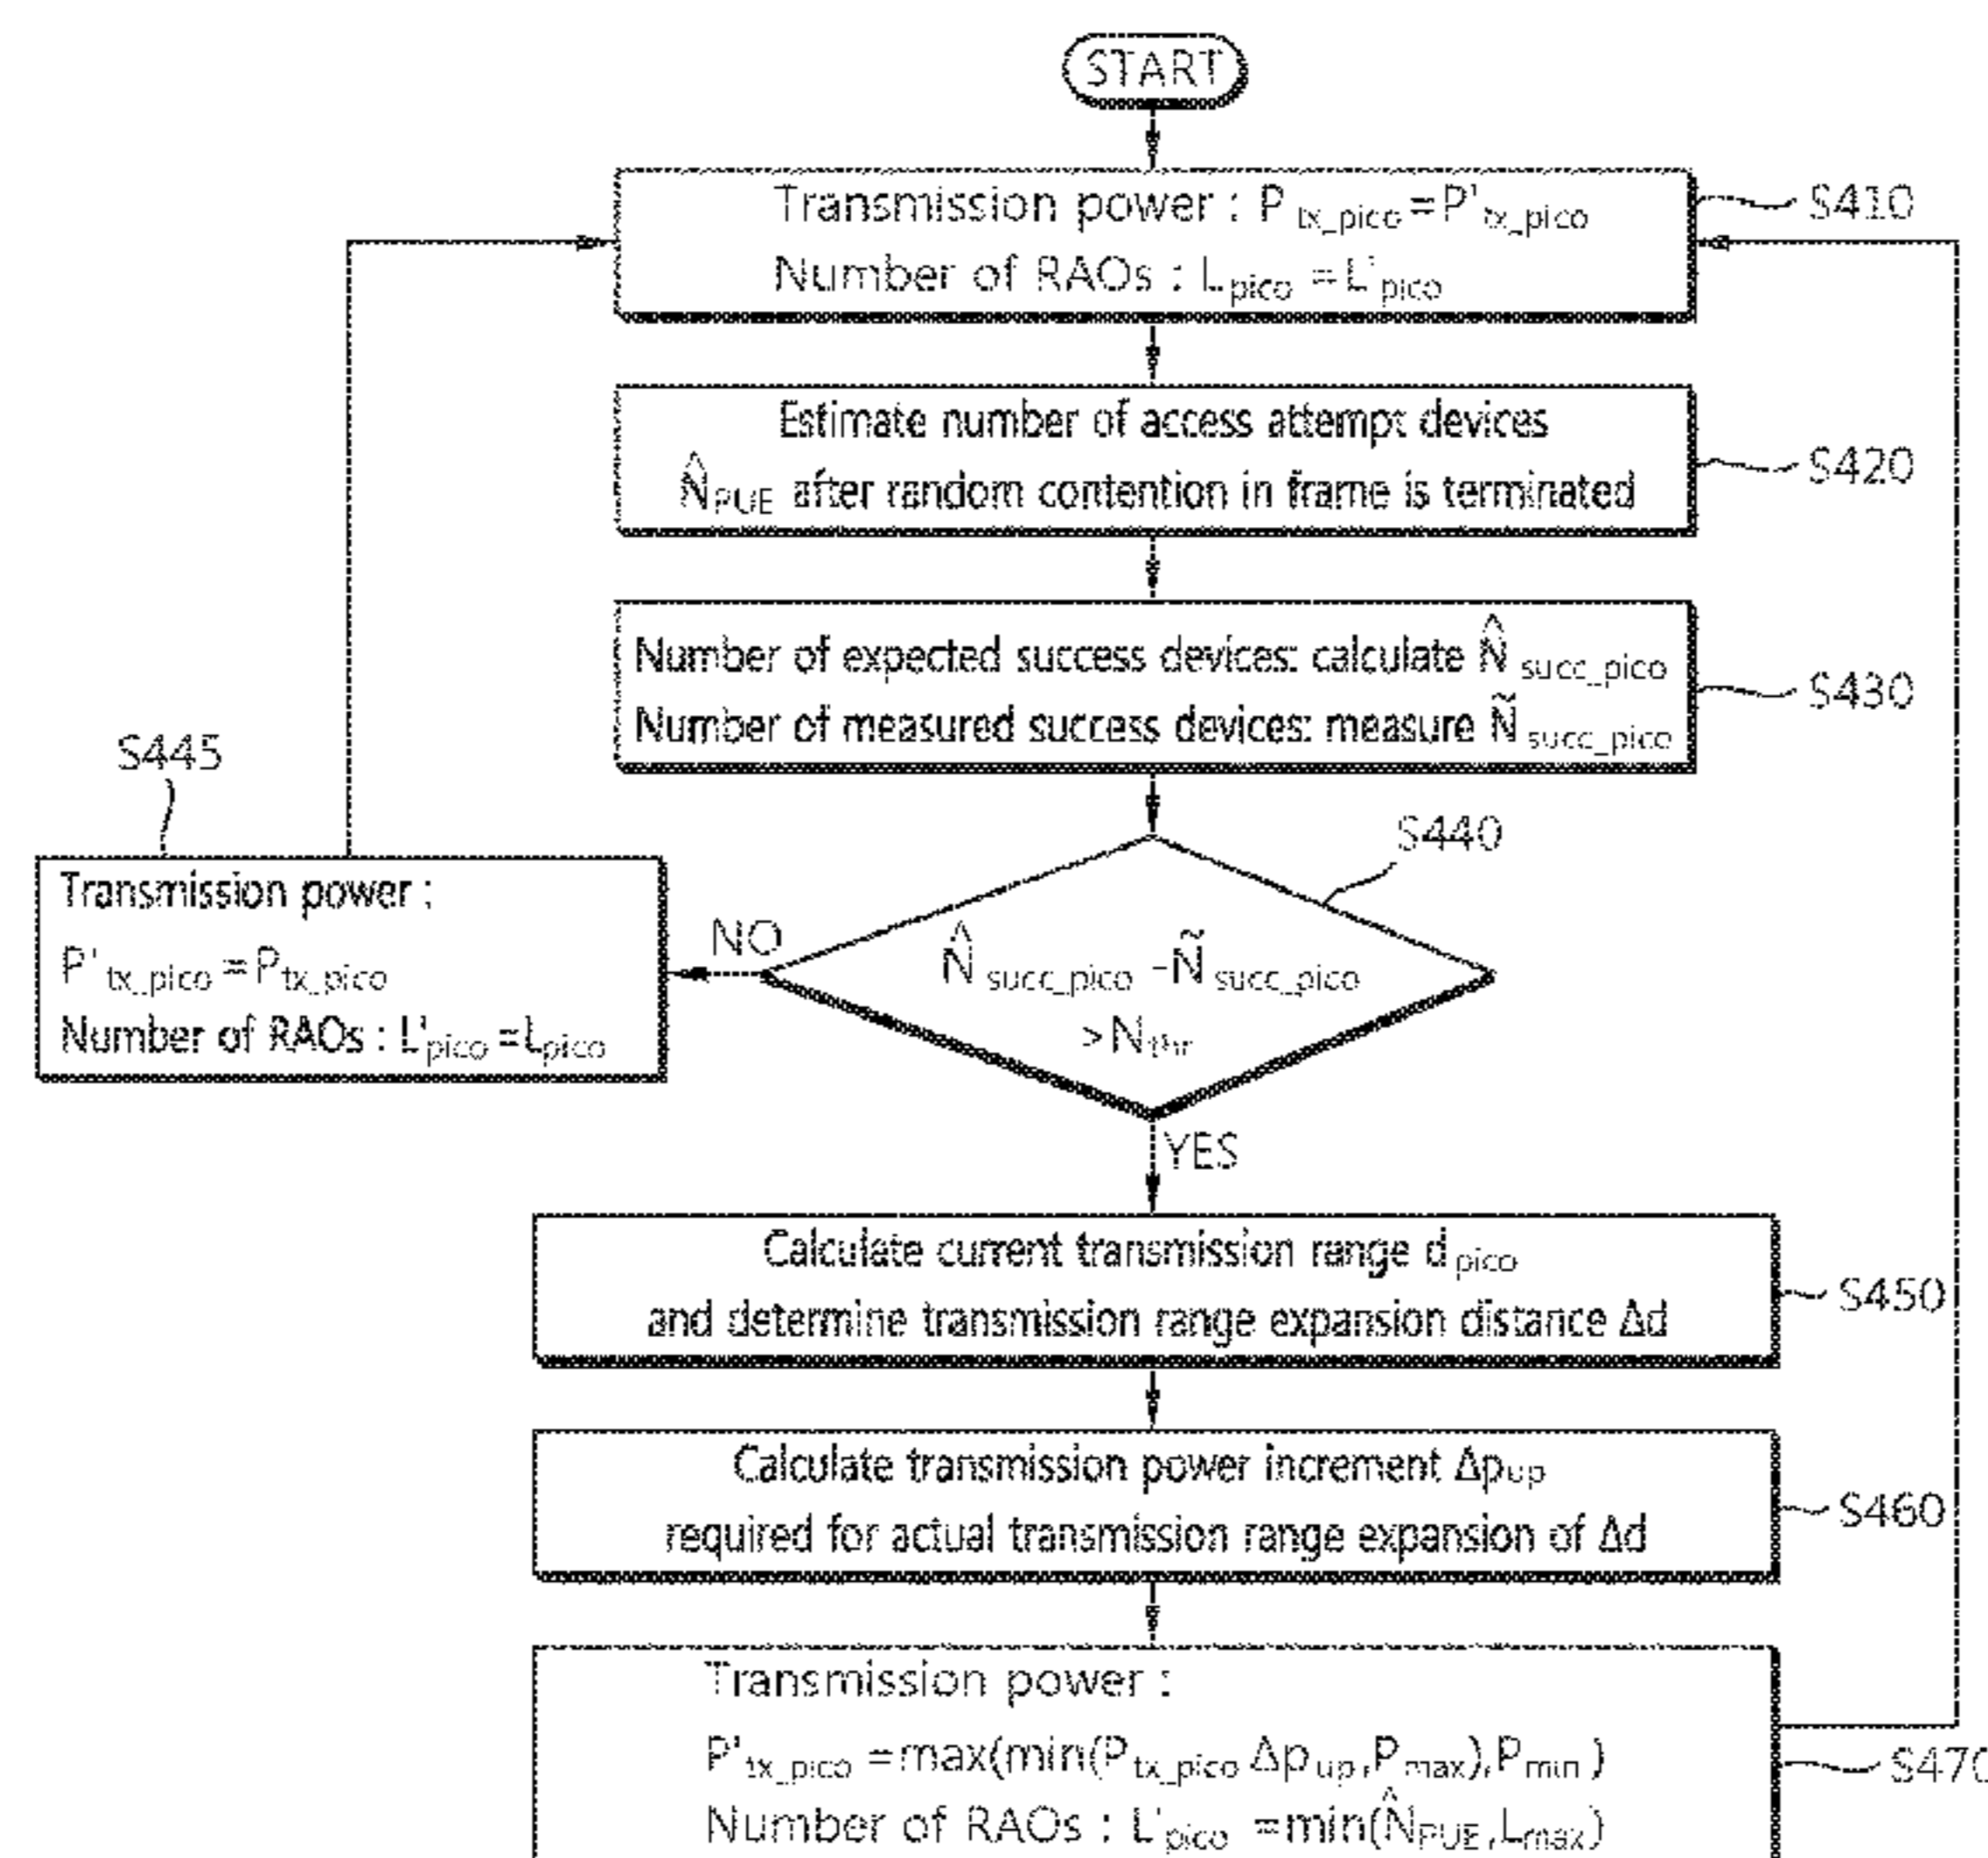 START
Transmission power : P tx_pico = P' tx_pico
Number of RAOs : L pico = L' pico
S410
Estimate number of access attempt devices
N̂ PUE after random contention in frame is terminated
S420
Number of expected success devices: calculate N̂ succ_pico
Number of measured success devices: measure Ñ succ_pico
S430
S445
Transmission power :
P' tx_pico = P tx_pico
Number of RAOs : L' pico = L pico
S440
NO
N̂ succ_pico - Ñ succ_pico
> N thr
YES
Calculate current transmission range d pico
and determine transmission range expansion distance Δd
S450
Calculate transmission power increment Δp up
required for actual transmission range expansion of Δd
S460
Transmission power :
P' tx_pico = max(min(P tx_pico Δp up, P max), P min )
Number of RAOs : L' pico = min(N̂ PUE, L max)
S470